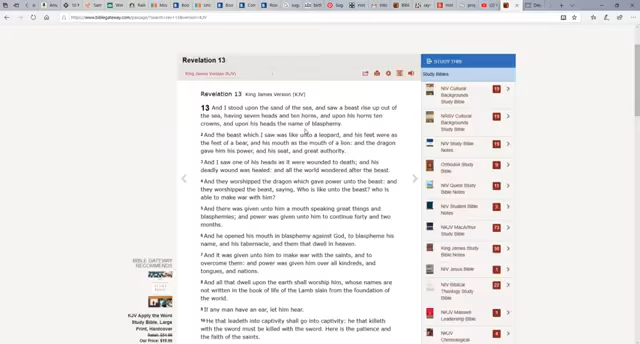 www.biblegateway.com/passage/?search=rev+13&version=KJV
Revelation 13
King James Version (KJV)
Revelation 13 King James Version (KJV)
13 And I stood upon the sand of the sea, and saw a beast rise up out of
the sea, having seven heads and ten horns, and upon his horns ten
crowns, and upon his heads the name of blasphemy.
2 And the beast which I saw was like unto a leopard, and his feet were as
the feet of a bear, and his mouth as the mouth of a lion: and the dragon
gave him his power, and his seat, and great authority.
3 And I saw one of his heads as it were wounded to death; and his
deadly wound was healed: and all the world wondered after the beast.
4 And they worshipped the dragon which gave power unto the beast: and
they worshipped the beast, saying, Who is like unto the beast? who is
able to make war with him?
5 And there was given unto him a mouth speaking great things and
blasphemies; and power was given unto him to continue forty and two
months.
6 And he opened his mouth in blasphemy against God, to blaspheme his
name, and his tabernacle, and them that dwell in heaven.
7 And it was given unto him to make war with the saints, and to
overcome them: and power was given him over all kindreds, and
tongues, and nations.
8 And all that dwell upon the earth shall worship him, whose names are
not written in the book of life of the Lamb slain from the foundation of
the world.
9 If any man have an ear, let him hear.
10 He that leadeth into captivity shall go into captivity: he that killeth
with the sword must be killed with the sword. Here is the patience and
the faith of the saints.
BIBLE GATEWAY
RECOMMENDS
KJV Apply the Word
Study Bible, Large
Print, Hardcover
STUDY THIS
Study Bibles
NIV Cultural
Backgrounds
Study Bible
NRSV Cultural
Backgrounds
Study Bible
NIV Study Bible
Notes
Orthodox Study
Bible
NIV Quest Study
Bible Notes
NIV Student Bible
Notes
NKJV MacArthur
Study Bible
King James Study
Bible Notes
NIV Jesus Bible
NIV Biblical
Theology Study
Bible
NKJV Maxwell
Leadership Bible
NKJV
Chronological